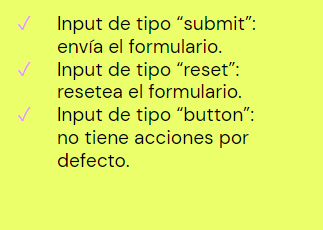 ✓ Input de tipo “submit”:
envía el formulario.
✓ Input de tipo “reset”:
resetea el formulario.
✓ Input de tipo “button”:
no tiene acciones por
defecto.